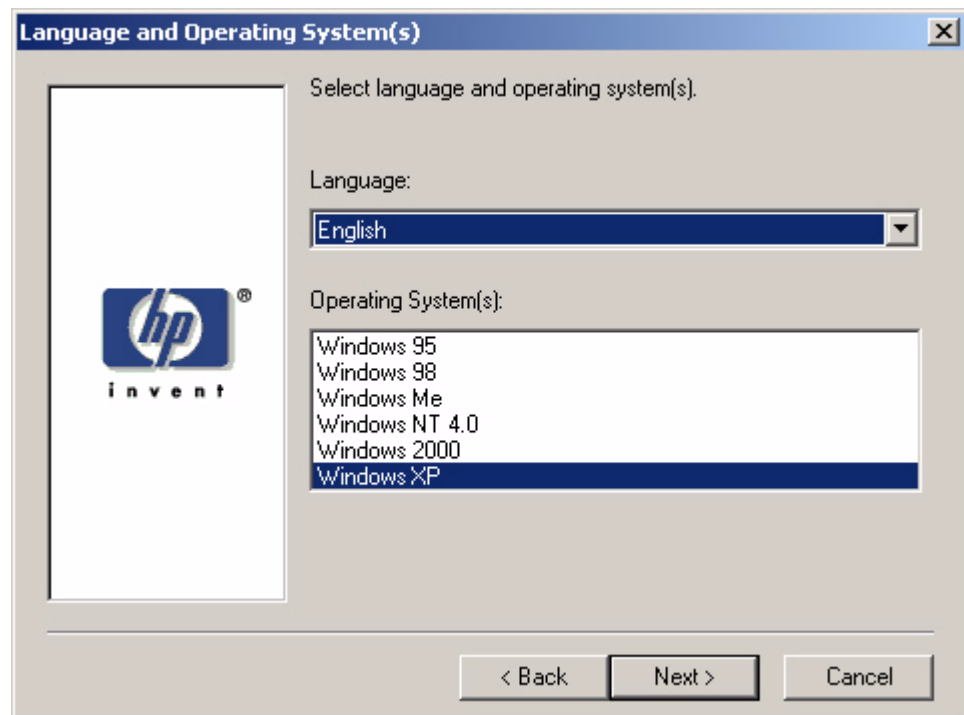 Language and Operating System(s)
Select language and operating system(s).
Language:
English
Operating System(s):
Windows 95
Windows 98
Windows Me
Windows NT 4.0
Windows 2000
Windows XP
hp ®
invent
< Back Next > Cancel